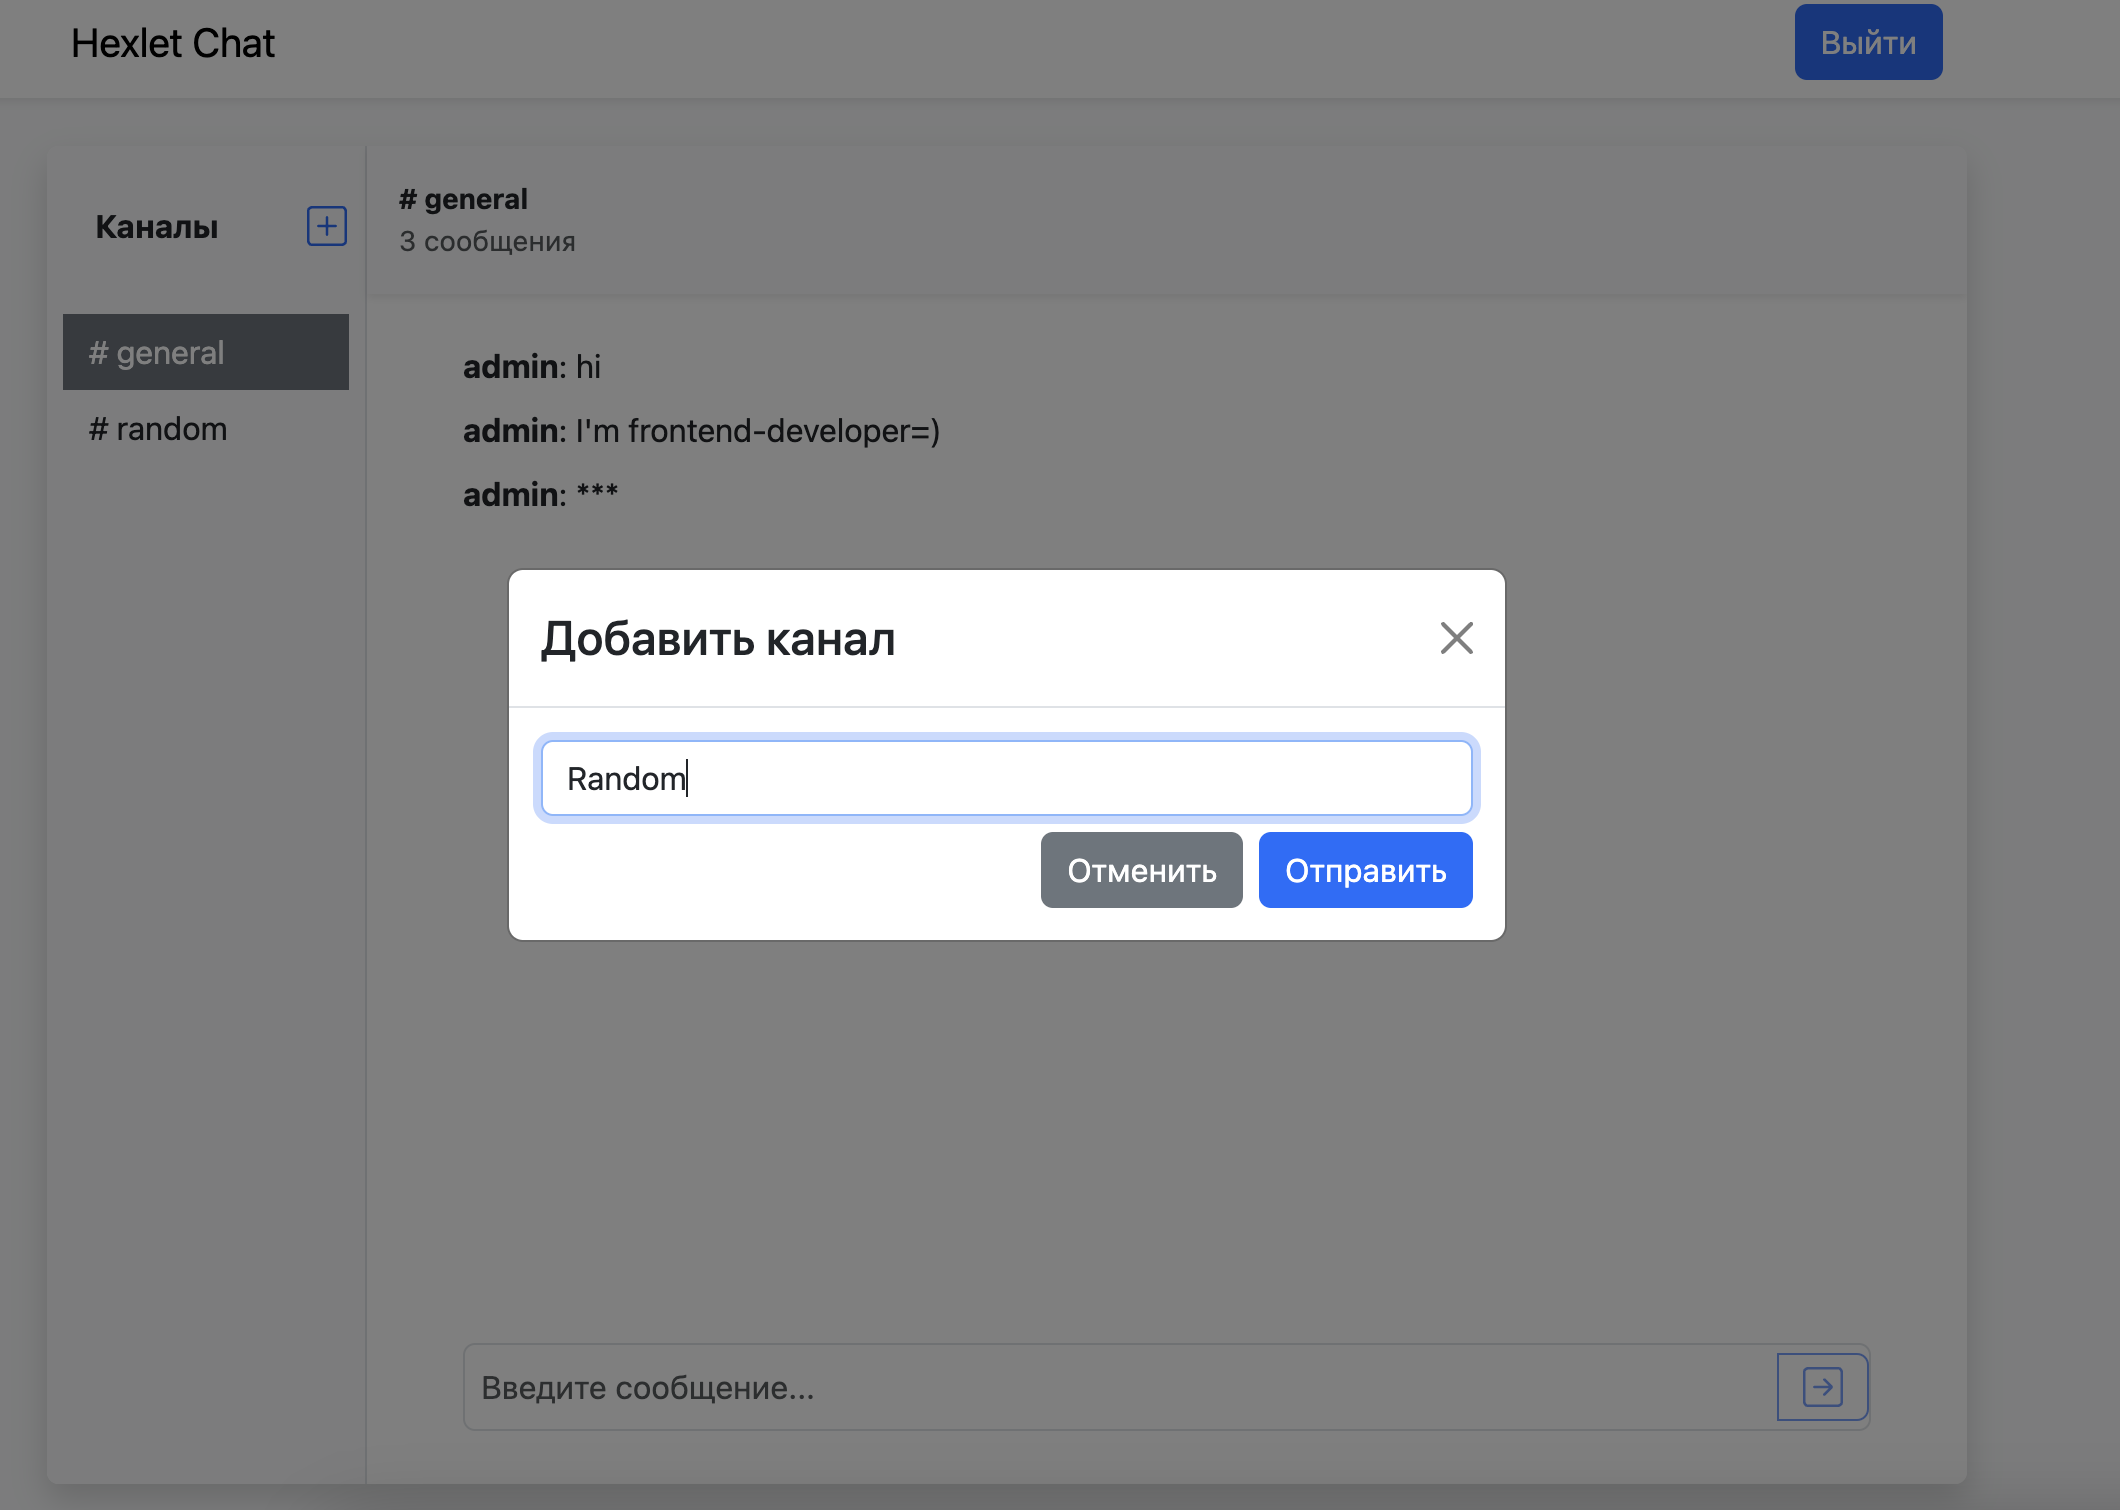 Hexlet Chat
Выйти
Каналы
# general
# random
# general
3 сообщения
admin: hi
admin: I'm frontend-developer=)
admin: ***
Добавить канал
Random
Отменить
Отправить
Введите сообщение...